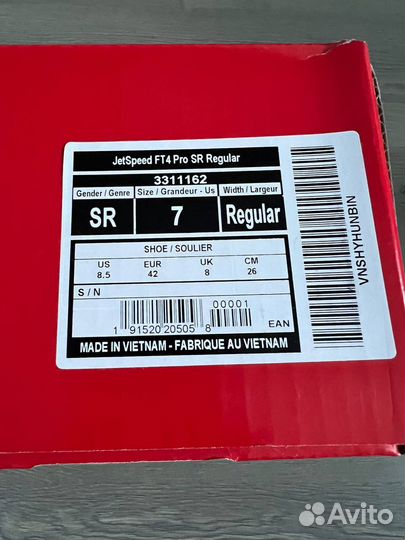 JetSpeed FT4 Pro SR Regular
3311162
Gender / Genre Size / Grandeur - Us Width / Largeur
SR 7 Regular
SHOE / SOULIER
US EUR UK CM
8.5 42 8 26
S / N
00001
1 91520 20505 8 EAN
MADE IN VIETNAM - FABRIQUE AU VIETNAM
VNSHYHUNBIN
Avito